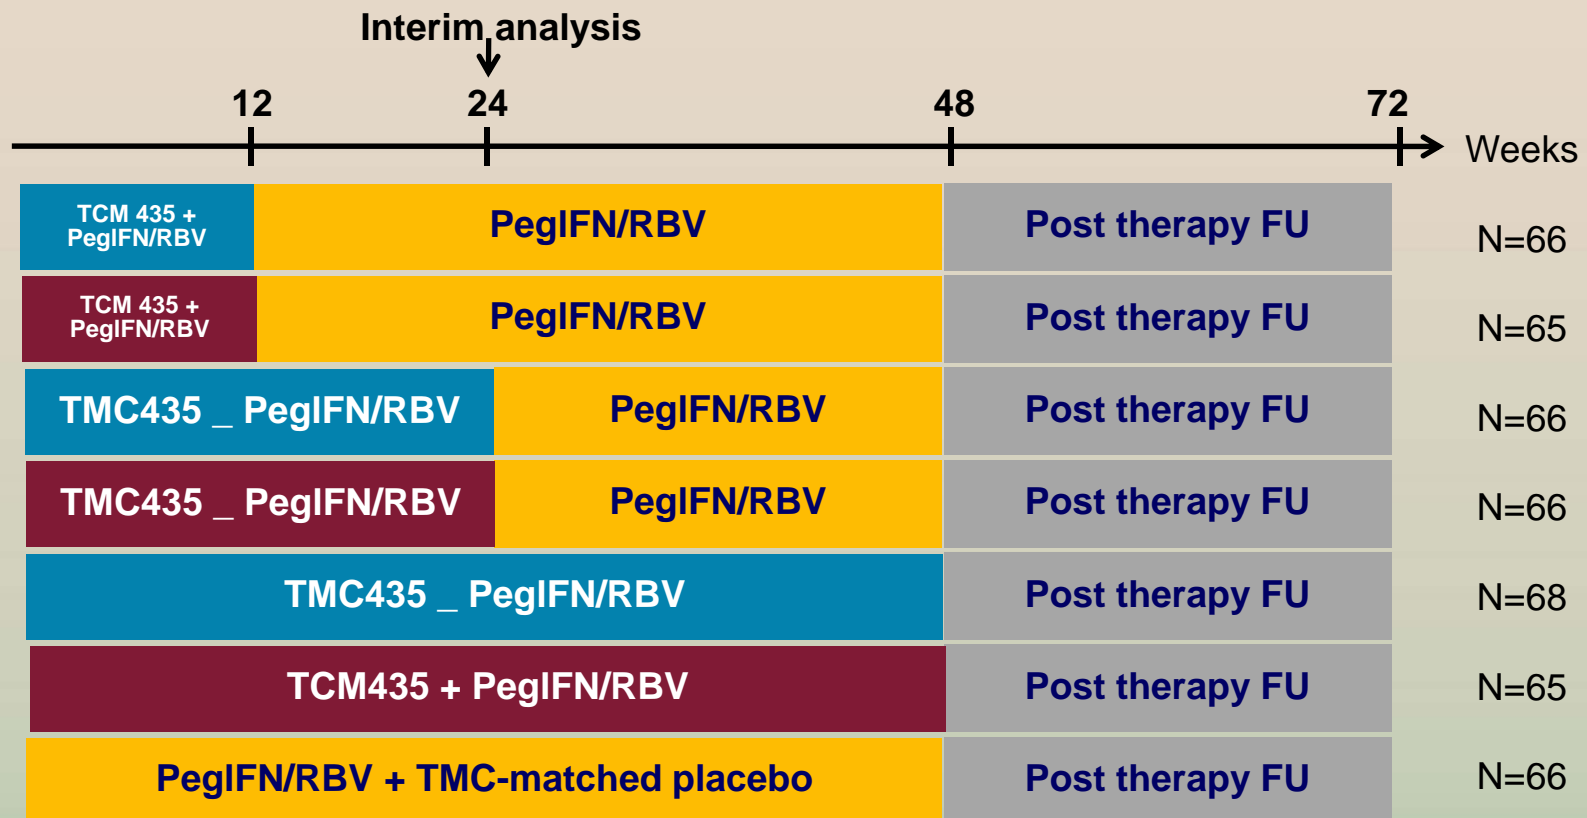 Interim analysis
12 24 48 72
Weeks
TCM 435 +
PegIFN/RBV
PegIFN/RBV
Post therapy FU
N=66
TCM 435 +
PegIFN/RBV
PegIFN/RBV
Post therapy FU
N=65
TMC435 _ PegIFN/RBV
PegIFN/RBV
Post therapy FU
N=66
TMC435 _ PegIFN/RBV
PegIFN/RBV
Post therapy FU
N=66
TMC435 _ PegIFN/RBV
Post therapy FU
N=68
TCM435 + PegIFN/RBV
Post therapy FU
N=65
PegIFN/RBV + TMC-matched placebo
Post therapy FU
N=66